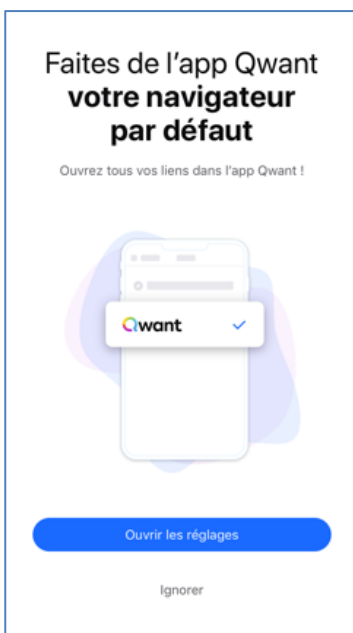 Faites de l'app Qwant
votre navigateur
par défaut
Ouvrez tous vos liens dans l'app Qwant !
Qwant
Ouvrir les réglages
Ignorer